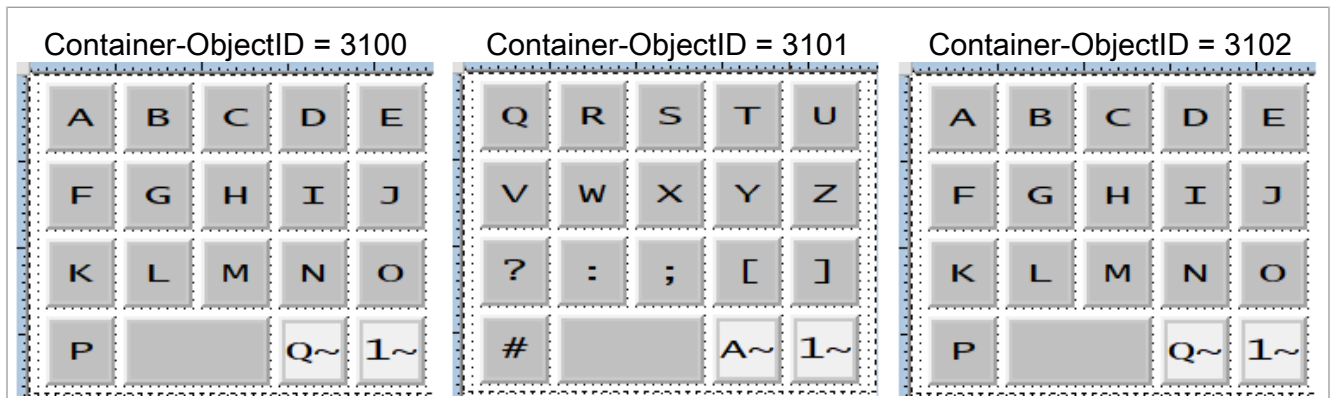 Container-ObjectID = 3100 Container-ObjectID = 3101 Container-ObjectID = 3102
A B C D E Q R S T U A B C D E
F G H I J V W X Y Z F G H I J
K L M N O ? : ; [ ] K L M N O
P Q~ 1~ # A~ 1~ P Q~ 1~